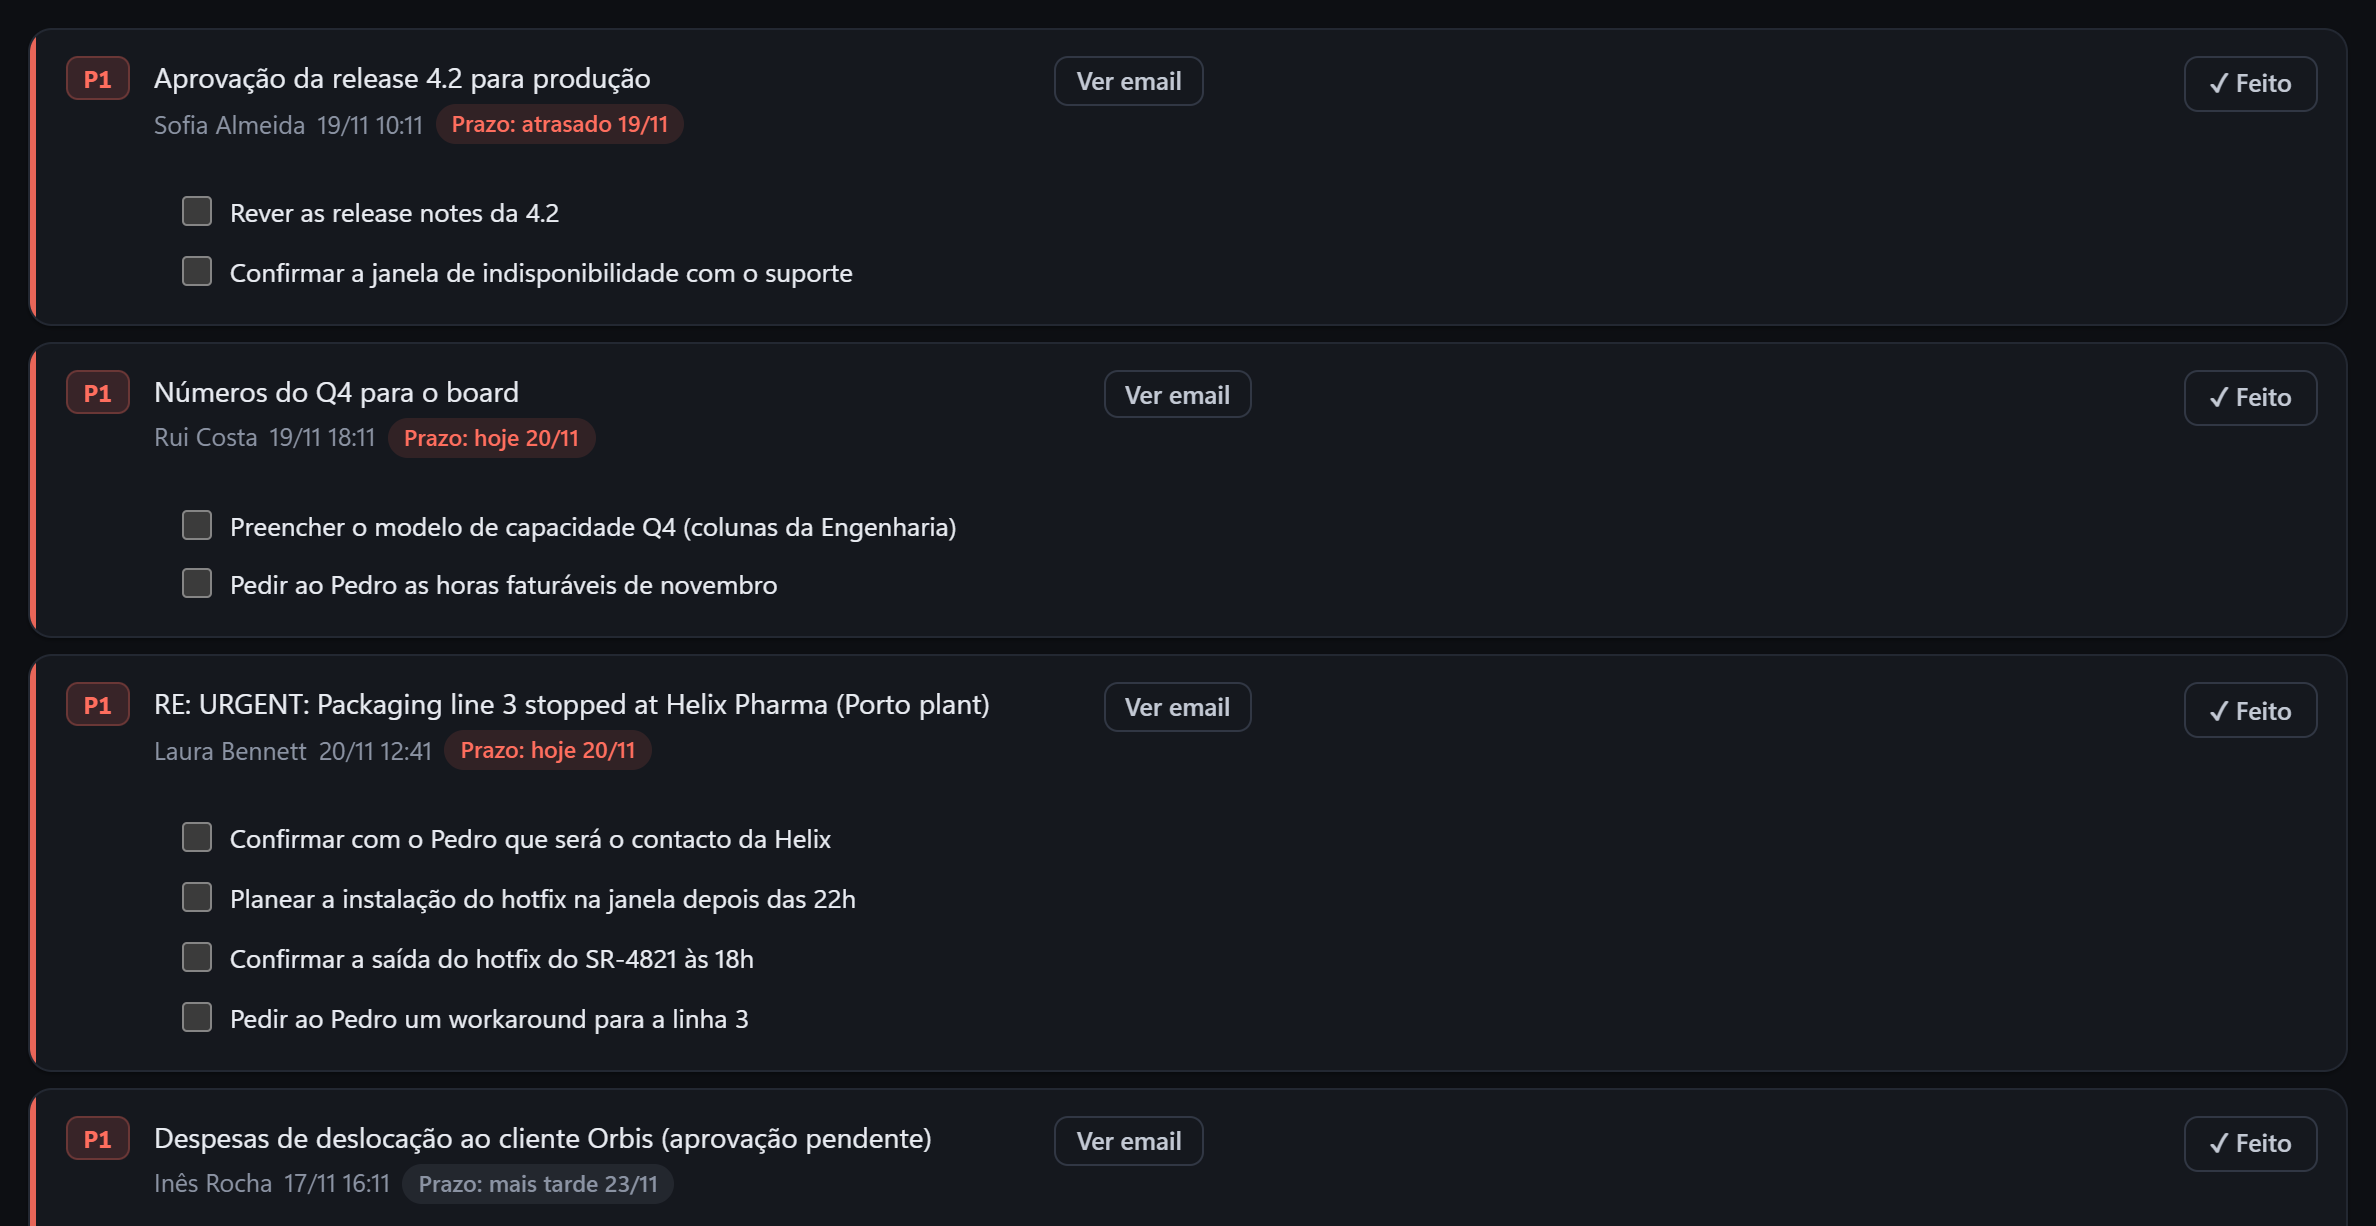 P1 Aprovação da release 4.2 para produção Ver email ✓ Feito
Sofia Almeida 19/11 10:11 Prazo: atrasado 19/11
Rever as release notes da 4.2
Confirmar a janela de indisponibilidade com o suporte
P1 Números do Q4 para o board Ver email ✓ Feito
Rui Costa 19/11 18:11 Prazo: hoje 20/11
Preencher o modelo de capacidade Q4 (colunas da Engenharia)
Pedir ao Pedro as horas faturáveis de novembro
P1 RE: URGENT: Packaging line 3 stopped at Helix Pharma (Porto plant) Ver email ✓ Feito
Laura Bennett 20/11 12:41 Prazo: hoje 20/11
Confirmar com o Pedro que será o contacto da Helix
Planear a instalação do hotfix na janela depois das 22h
Confirmar a saída do hotfix do SR-4821 às 18h
Pedir ao Pedro um workaround para a linha 3
P1 Despesas de deslocação ao cliente Orbis (aprovação pendente) Ver email ✓ Feito
Inês Rocha 17/11 16:11 Prazo: mais tarde 23/11